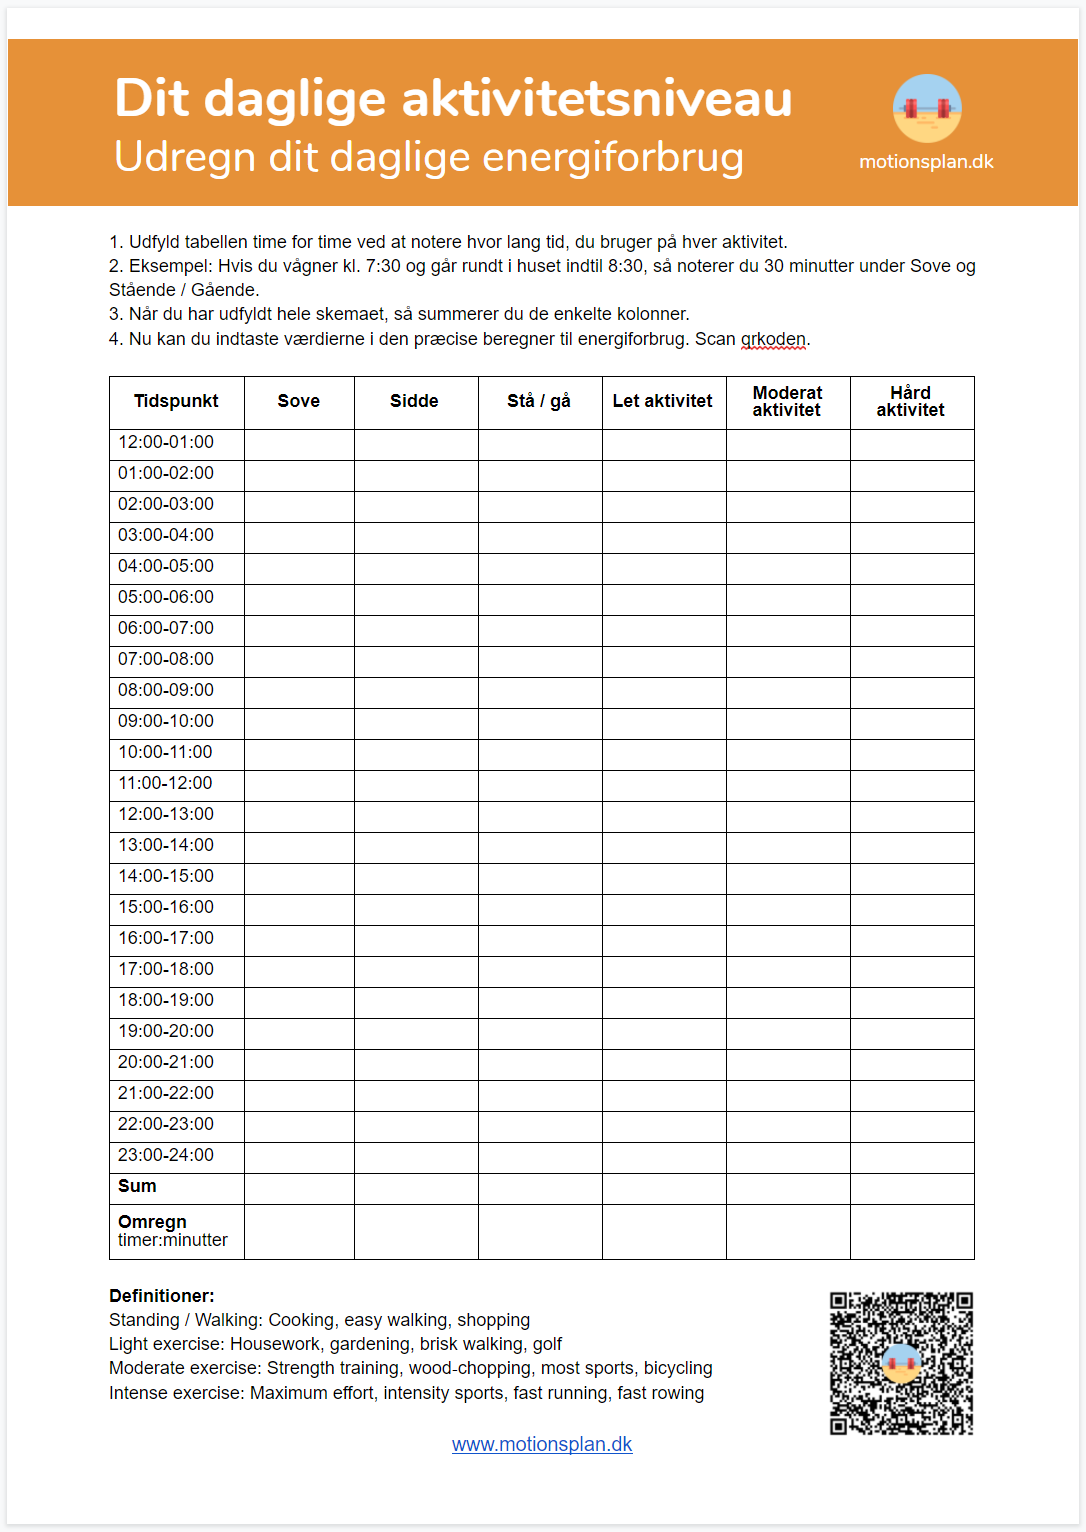 Dit daglige aktivitetsniveau
Udregn dit daglige energiforbrug
motionsplan.dk
1. Udfyld tabellen time for time ved at notere hvor lang tid, du bruger på hver aktivitet.
2. Eksempel: Hvis du vågner kl. 7:30 og går rundt i huset indtil 8:30, så noterer du 30 minutter under Sove og
Stående / Gående.
3. Når du har udfyldt hele skemaet, så summerer du de enkelte kolonner.
4. Nu kan du indtaste værdierne i den præcise beregner til energiforbrug. Scan qrkoden.
Tidspunkt Sove Sidde Stå / gå Let aktivitet Moderat aktivitet Hård aktivitet
12:00-01:00
01:00-02:00
02:00-03:00
03:00-04:00
04:00-05:00
05:00-06:00
06:00-07:00
07:00-08:00
08:00-09:00
09:00-10:00
10:00-11:00
11:00-12:00
12:00-13:00
13:00-14:00
14:00-15:00
15:00-16:00
16:00-17:00
17:00-18:00
18:00-19:00
19:00-20:00
20:00-21:00
21:00-22:00
22:00-23:00
23:00-24:00
Sum
Omregn
timer:minutter
Definitioner:
Standing / Walking: Cooking, easy walking, shopping
Light exercise: Housework, gardening, brisk walking, golf
Moderate exercise: Strength training, wood-chopping, most sports, bicycling
Intense exercise: Maximum effort, intensity sports, fast running, fast rowing
www.motionsplan.dk